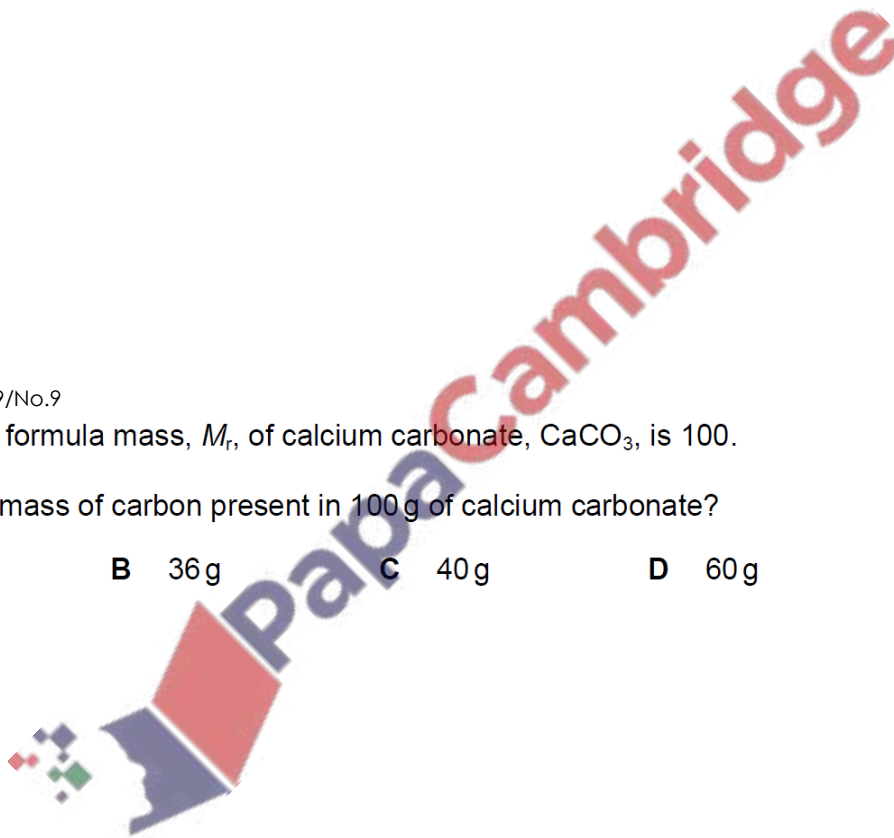 9/No.9
formula mass, Mr, of calcium carbonate, CaCO3, is 100.
mass of carbon present in 100 g of calcium carbonate?
B 36 g C 40 g D 60 g
PapaCambridge